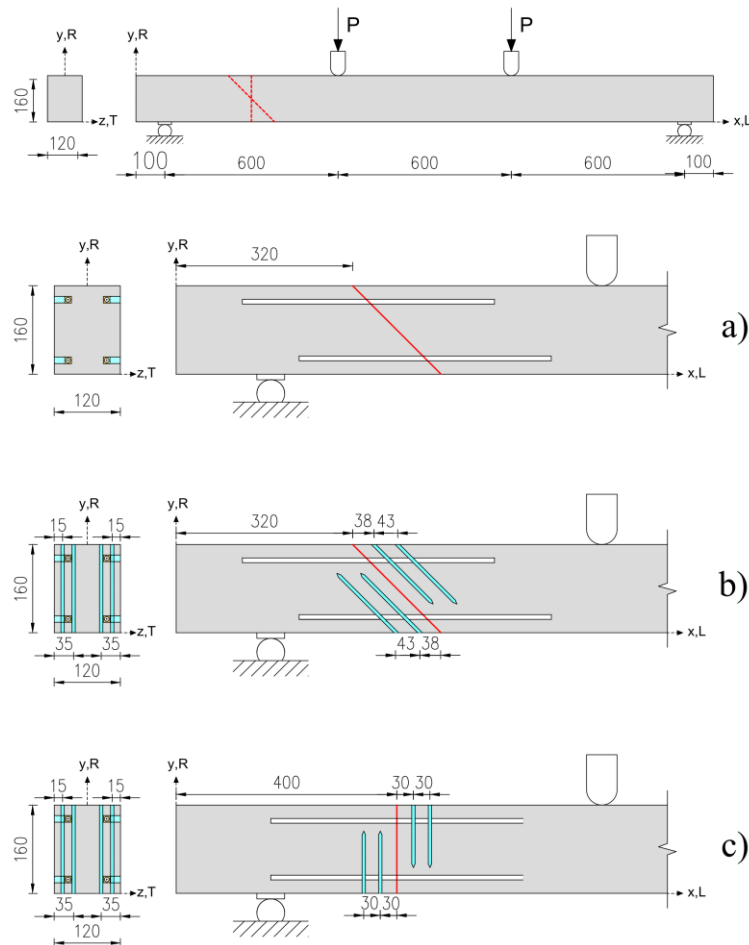 P P
y,R y,R
160
z,T x,L
120
100 600 600 600 100
y,R y,R
320
160
a)
z,T x,L
120
y,R y,R
15 15 320 38 43
160
b)
z,T x,L
35 35 43 38
120
y,R y,R
15 15 400 30 30
160
c)
z,T x,L
35 35 30 30
120